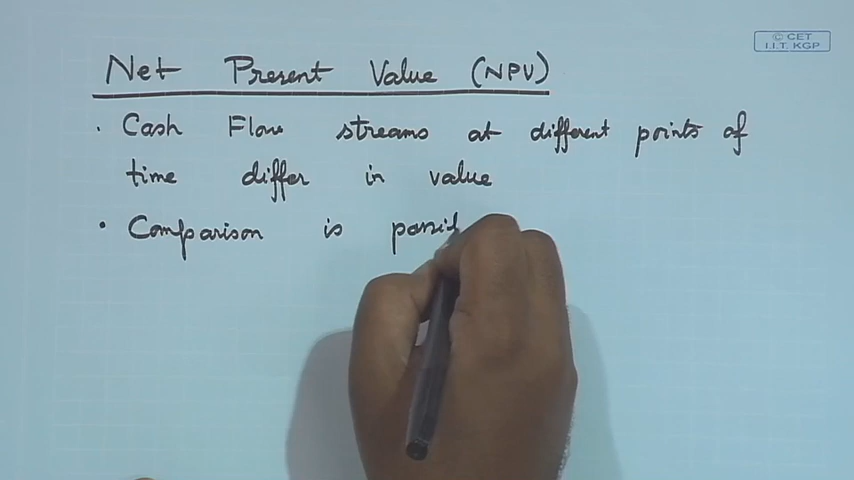 © CET
I.I.T. KGP
Net Present Value (NPV)
· Cash Flow streams at different points of
time differ in value
• Comparison is